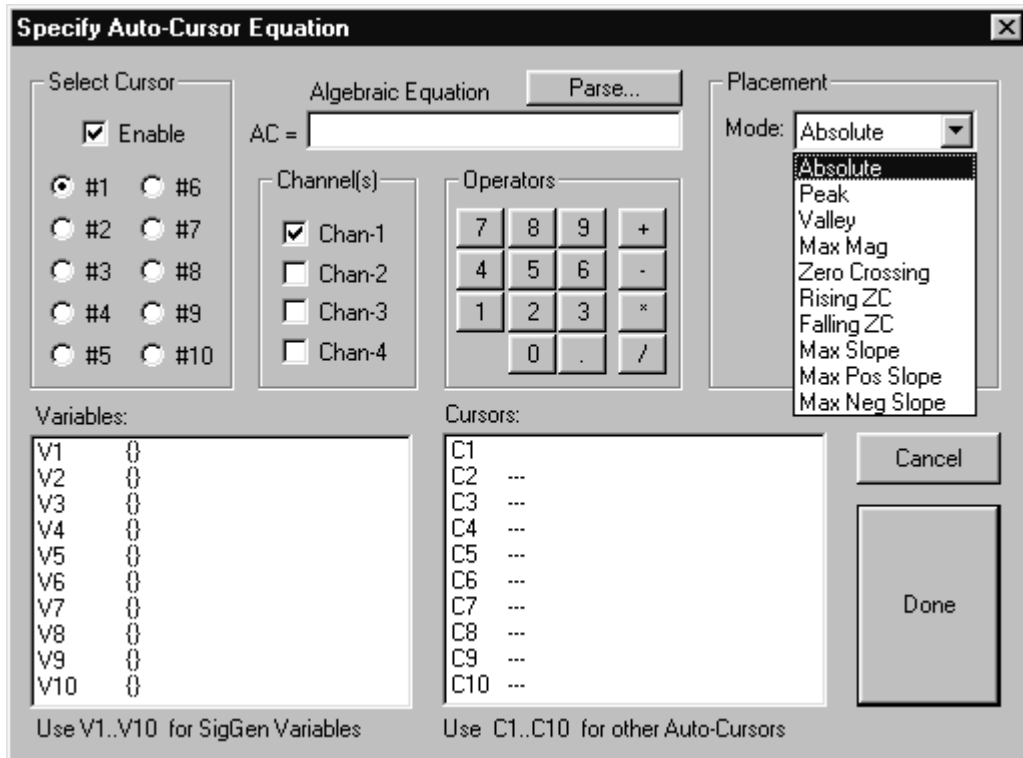 Specify Auto-Cursor Equation
Select Cursor
Enable
#1 #6
#2 #7
#3 #8
#4 #9
#5 #10
Algebraic Equation Parse...
AC =
Channel(s)
Chan-1
Chan-2
Chan-3
Chan-4
Operators
7 8 9 +
4 5 6 -
1 2 3 *
0 . /
Placement
Mode: Absolute
Absolute
Peak
Valley
Max Mag
Zero Crossing
Rising ZC
Falling ZC
Max Slope
Max Pos Slope
Max Neg Slope
Variables:
V1 {}
V2 {}
V3 {}
V4 {}
V5 {}
V6 {}
V7 {}
V8 {}
V9 {}
V10 {}
Use V1..V10 for SigGen Variables
Cursors:
C1
C2 ---
C3 ---
C4 ---
C5 ---
C6 ---
C7 ---
C8 ---
C9 ---
C10 ---
Use C1..C10 for other Auto-Cursors
Cancel
Done